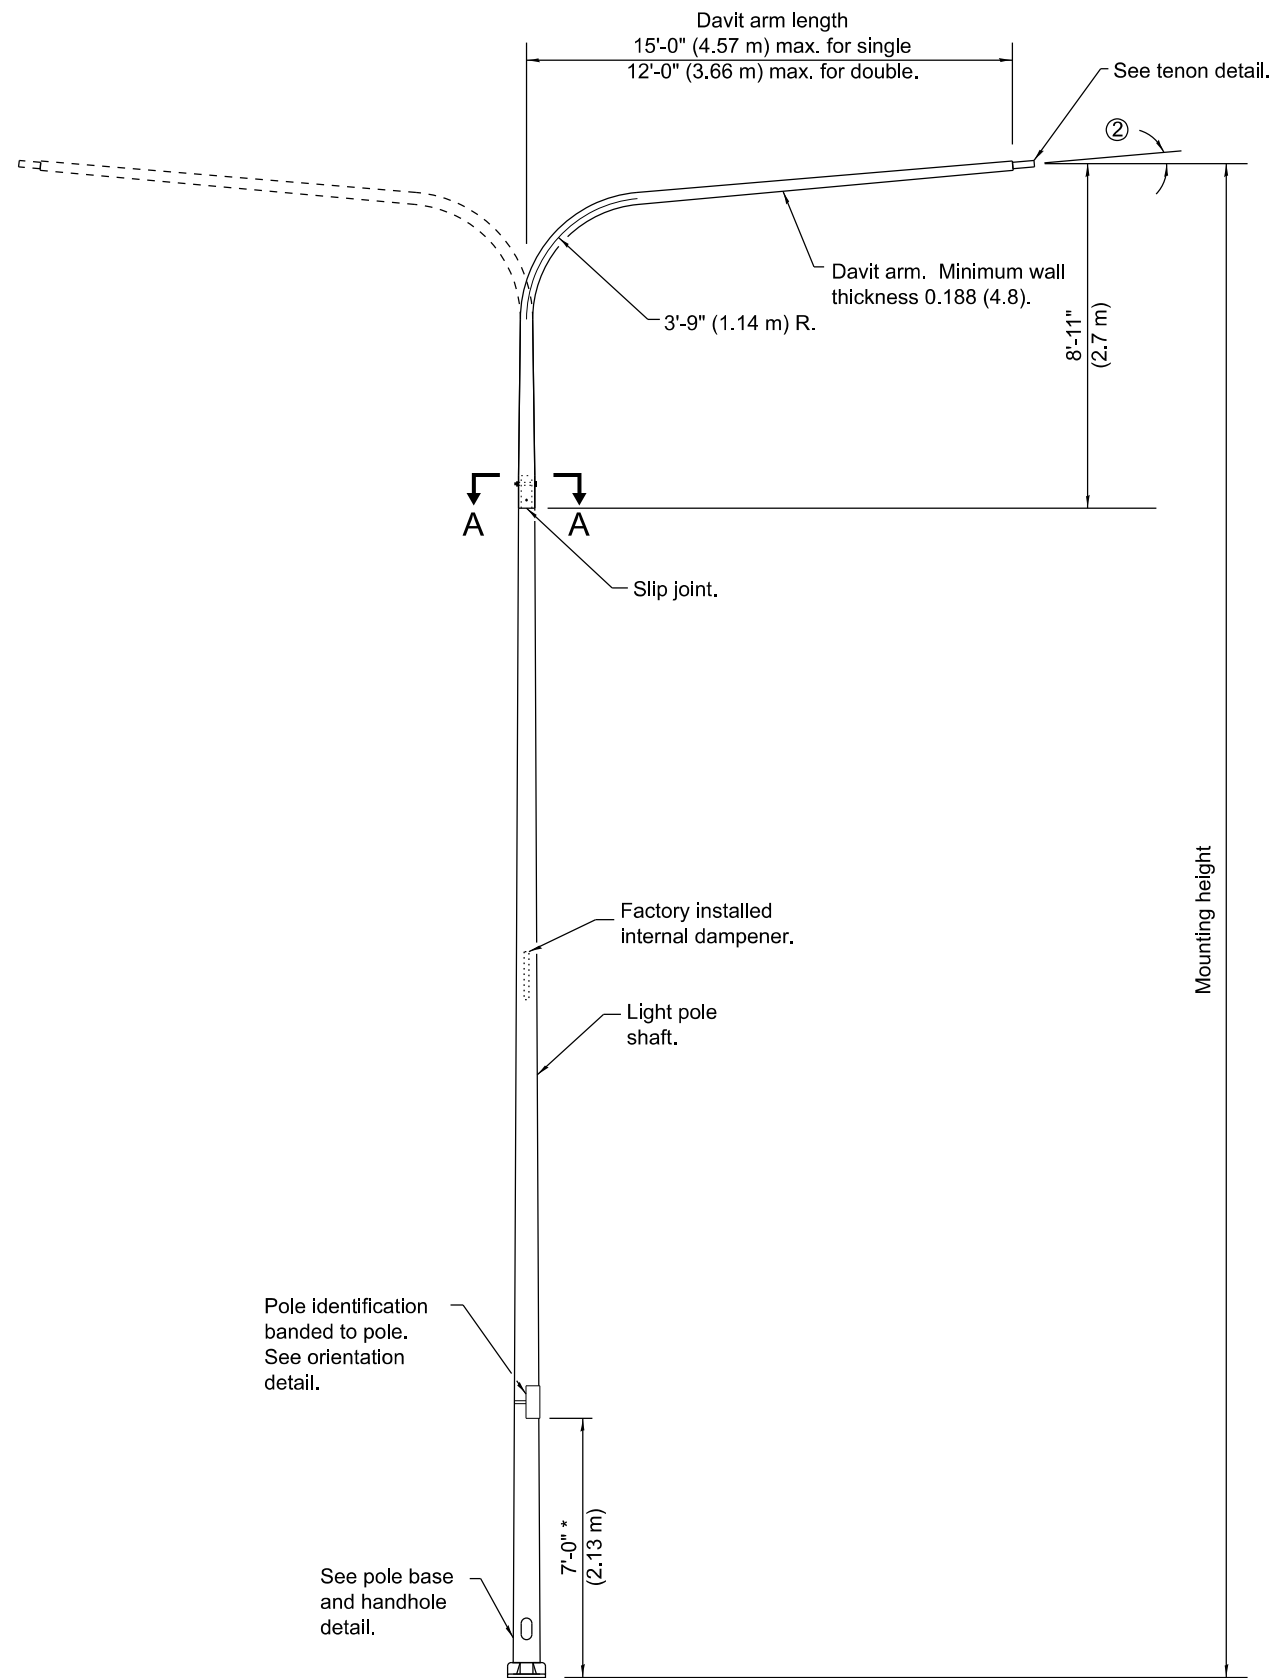 Davit arm length
15'-0" (4.57 m) max. for single
12'-0" (3.66 m) max. for double.
See tenon detail.
②
Davit arm. Minimum wall
thickness 0.188 (4.8).
3'-9" (1.14 m) R.
8'-11"
(2.7 m)
A A
Slip joint.
Mounting height
Factory installed
internal dampener.
Light pole
shaft.
Pole identification
banded to pole.
See orientation
detail.
7'-0" *
(2.13 m)
See pole base
and handhole
detail.